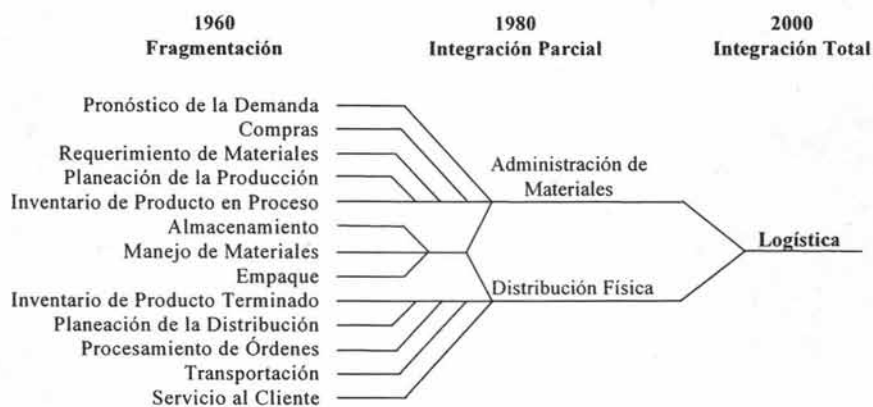 1960
Fragmentación
1980
Integración Parcial
2000
Integración Total
Pronóstico de la Demanda
Compras
Requerimiento de Materiales
Planeación de la Producción
Inventario de Producto en Proceso
Almacenamiento
Manejo de Materiales
Empaque
Inventario de Producto Terminado
Planeación de la Distribución
Procesamiento de Órdenes
Transportación
Servicio al Cliente
Administración de
Materiales
Distribución Física
Logística